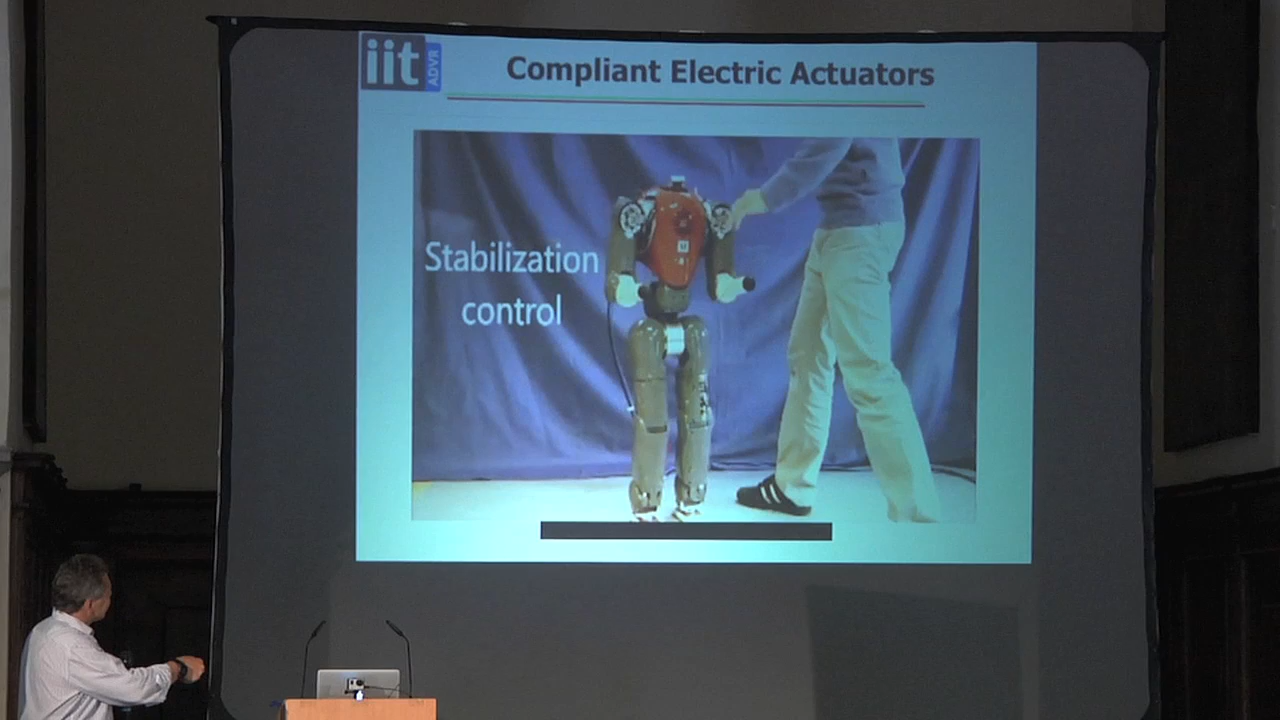 iit
ADVR
Compliant Electric Actuators
Stabilization
control